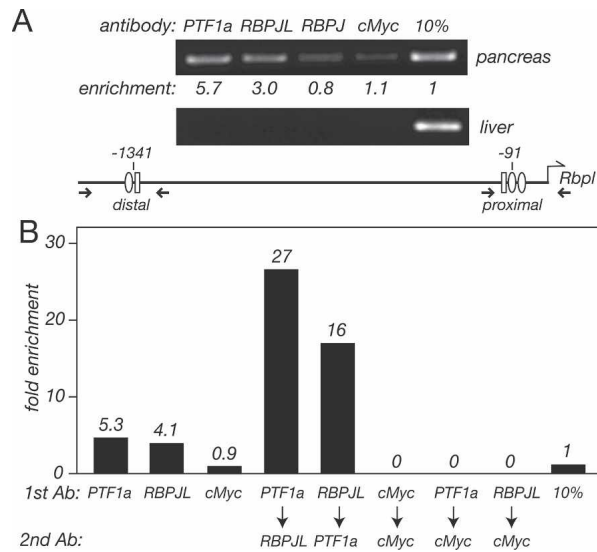 A
antibody: PTF1a RBPJL RBPJ cMyc 10%
pancreas
enrichment: 5.7 3.0 0.8 1.1 1
liver
-1341 -91
Rbpl
distal proximal
B
30
27
20
16
fold enrichment
10
5.3
4.1
0.9 0 0 0 1
0
1st Ab: PTF1a RBPJL cMyc PTF1a RBPJL cMyc PTF1a RBPJL 10%
2nd Ab: RBPJL PTF1a cMyc cMyc cMyc